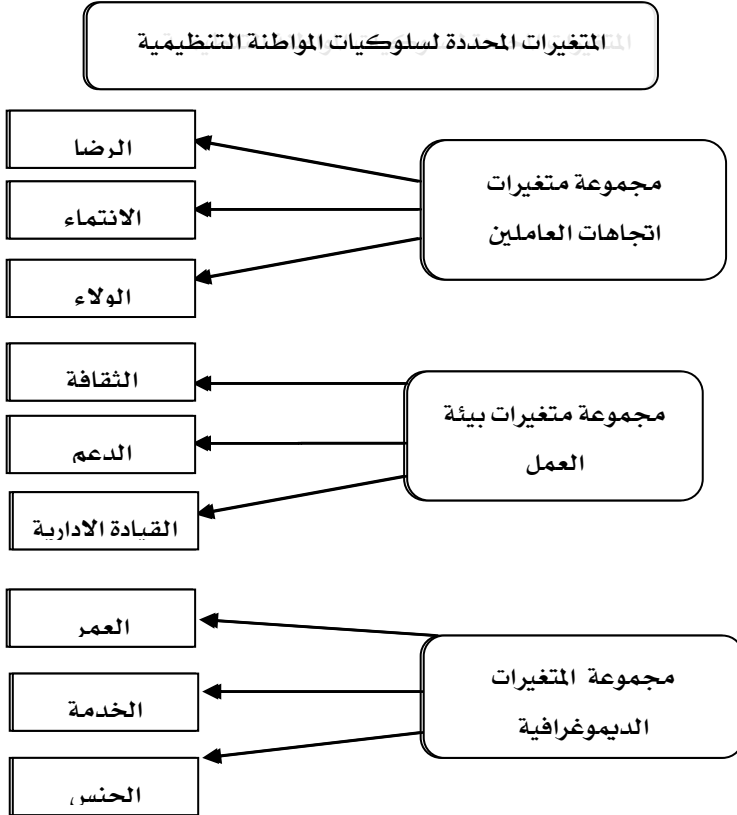 المتغيرات المحددة لسلوكيات المواطنة التنظيمية
مجموعة متغيرات
اتجاهات العاملين
الرضا
الانتماء
الولاء
مجموعة متغيرات بيئة
العمل
الثقافة
الدعم
القيادة الادارية
مجموعة المتغيرات
الديموغرافية
العمر
الخدمة
الجنس